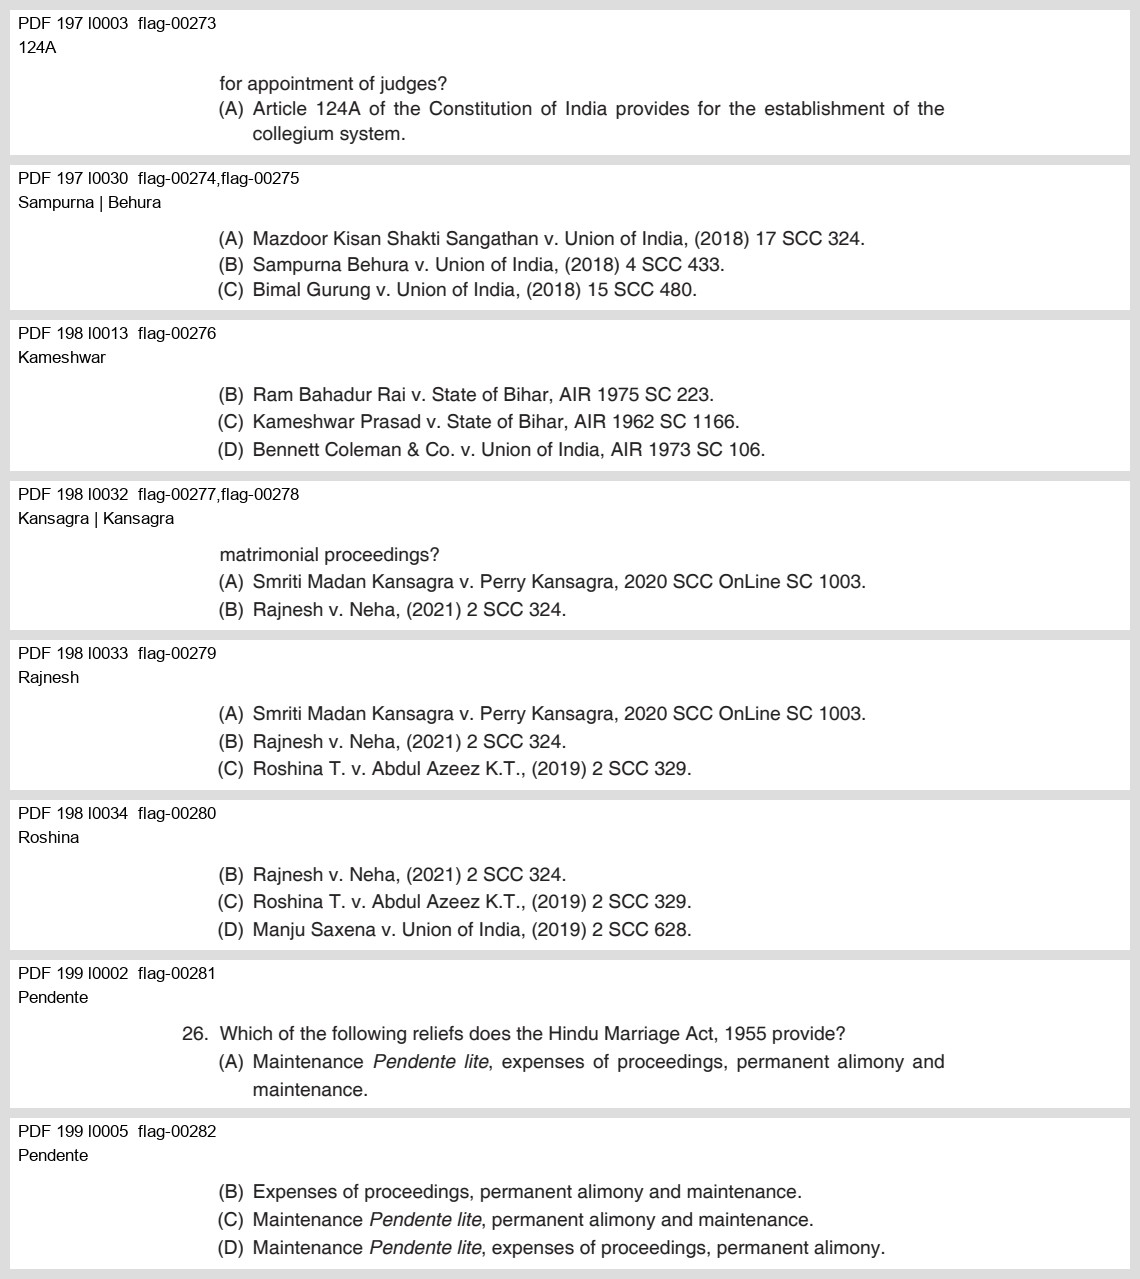 PDF 197 l0003 flag-00273
124A
for appointment of judges?
(A) Article 124A of the Constitution of India provides for the establishment of the
collegium system.
PDF 197 l0030 flag-00274,flag-00275
Sampurna | Behura
(A) Mazdoor Kisan Shakti Sangathan v. Union of India, (2018) 17 SCC 324.
(B) Sampurna Behura v. Union of India, (2018) 4 SCC 433.
(C) Bimal Gurung v. Union of India, (2018) 15 SCC 480.
PDF 198 l0013 flag-00276
Kameshwar
(B) Ram Bahadur Rai v. State of Bihar, AIR 1975 SC 223.
(C) Kameshwar Prasad v. State of Bihar, AIR 1962 SC 1166.
(D) Bennett Coleman & Co. v. Union of India, AIR 1973 SC 106.
PDF 198 l0032 flag-00277,flag-00278
Kansagra | Kansagra
matrimonial proceedings?
(A) Smriti Madan Kansagra v. Perry Kansagra, 2020 SCC OnLine SC 1003.
(B) Rajnesh v. Neha, (2021) 2 SCC 324.
PDF 198 l0033 flag-00279
Rajnesh
(A) Smriti Madan Kansagra v. Perry Kansagra, 2020 SCC OnLine SC 1003.
(B) Rajnesh v. Neha, (2021) 2 SCC 324.
(C) Roshina T. v. Abdul Azeez K.T., (2019) 2 SCC 329.
PDF 198 l0034 flag-00280
Roshina
(B) Rajnesh v. Neha, (2021) 2 SCC 324.
(C) Roshina T. v. Abdul Azeez K.T., (2019) 2 SCC 329.
(D) Manju Saxena v. Union of India, (2019) 2 SCC 628.
PDF 199 l0002 flag-00281
Pendente
26. Which of the following reliefs does the Hindu Marriage Act, 1955 provide?
(A) Maintenance Pendente lite, expenses of proceedings, permanent alimony and
maintenance.
PDF 199 l0005 flag-00282
Pendente
(B) Expenses of proceedings, permanent alimony and maintenance.
(C) Maintenance Pendente lite, permanent alimony and maintenance.
(D) Maintenance Pendente lite, expenses of proceedings, permanent alimony.